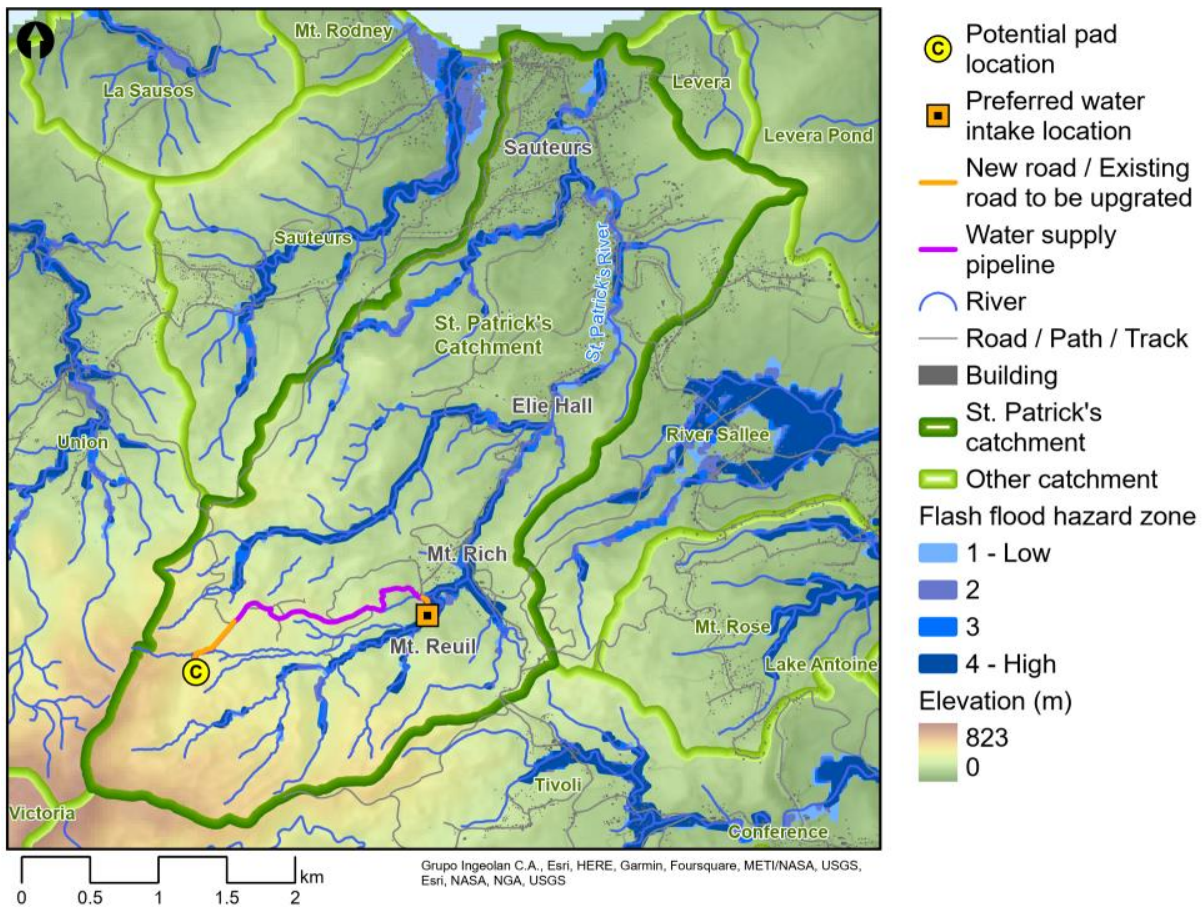 Mt. Rodney
La Sausos
Levera
Levera Pond
Sauteurs
Sauteurs
St. Patrick's River
St. Patrick's
Catchment
Elie Hall
Union
River Sallee
Mt. Rich
Mt. Rose
Mt. Reuil
Lake Antoine
C
Tivoli
Victoria
Conference
km
0
0.5
1
1.5
2
Grupo Ingeolan C.A., Esri, HERE, Garmin, Foursquare, METI/NASA, USGS,
Esri, NASA, NGA, USGS
C
Potential pad
location
Preferred water
intake location
New road / Existing
road to be upgrated
Water supply
pipeline
River
Road / Path / Track
Building
St. Patrick's
catchment
Other catchment
Flash flood hazard zone
1 - Low
2
3
4 - High
Elevation (m)
823
0